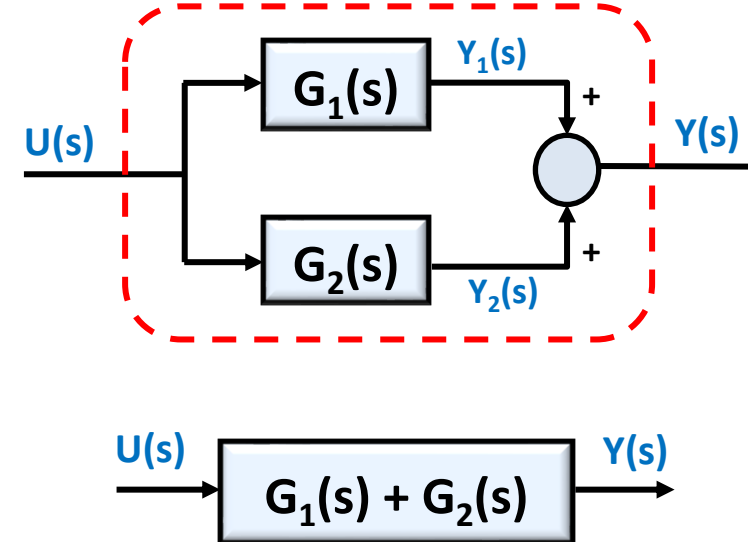 Y₁(s)
G₁(s)
+
U(s)
Y(s)
G₂(s)
+
Y₂(s)
U(s)
Y(s)
G₁(s) + G₂(s)